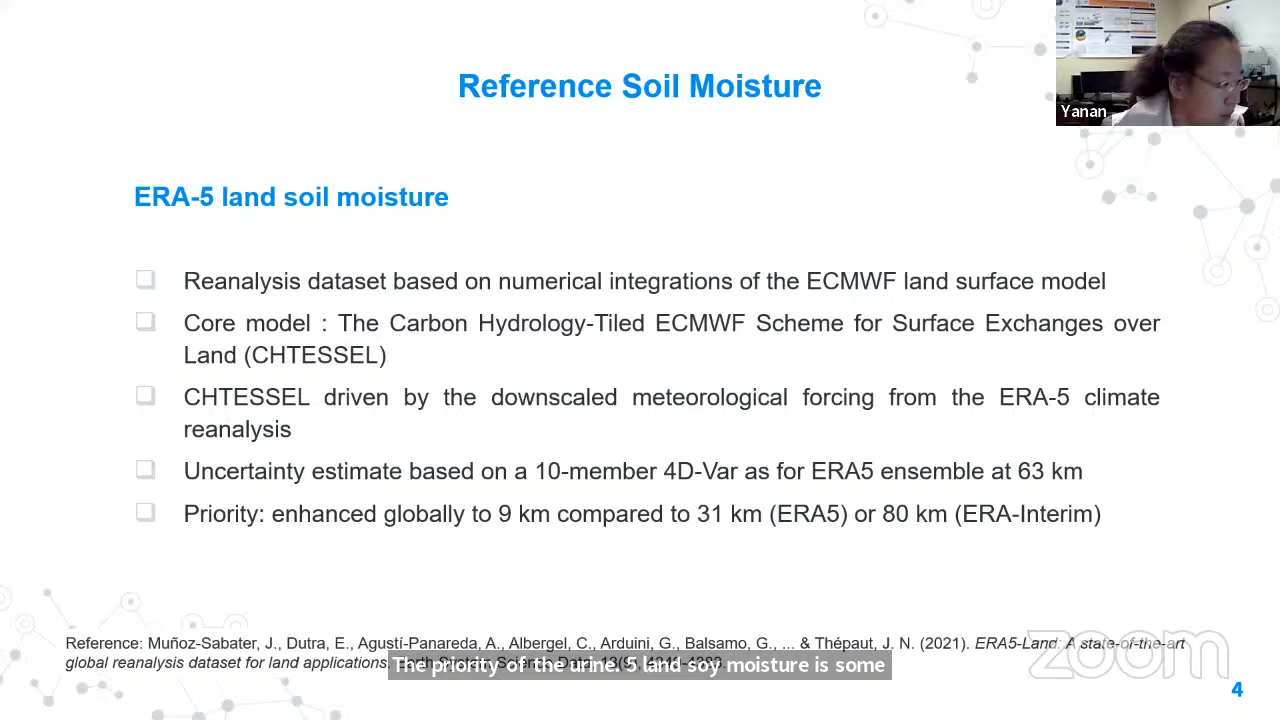 Reference Soil Moisture
Yanan
ERA-5 land soil moisture
Reanalysis dataset based on numerical integrations of the ECMWF land surface model
Core model : The Carbon Hydrology-Tiled ECMWF Scheme for Surface Exchanges over
Land (CHTESSEL)
CHTESSEL driven by the downscaled meteorological forcing from the ERA-5 climate
reanalysis
Uncertainty estimate based on a 10-member 4D-Var as for ERA5 ensemble at 63 km
Priority: enhanced globally to 9 km compared to 31 km (ERA5) or 80 km (ERA-Interim)
Reference: Muñoz-Sabater, J., Dutra, E., Agustí-Panareda, A., Albergel, C., Arduini, G., Balsamo, G., ... & Thépaut, J. N. (2021). ERA5-Land: A state-of-the-art
global reanalysis dataset for land applications.
The priority of the urine. 5 land soy moisture is some
zoom
4